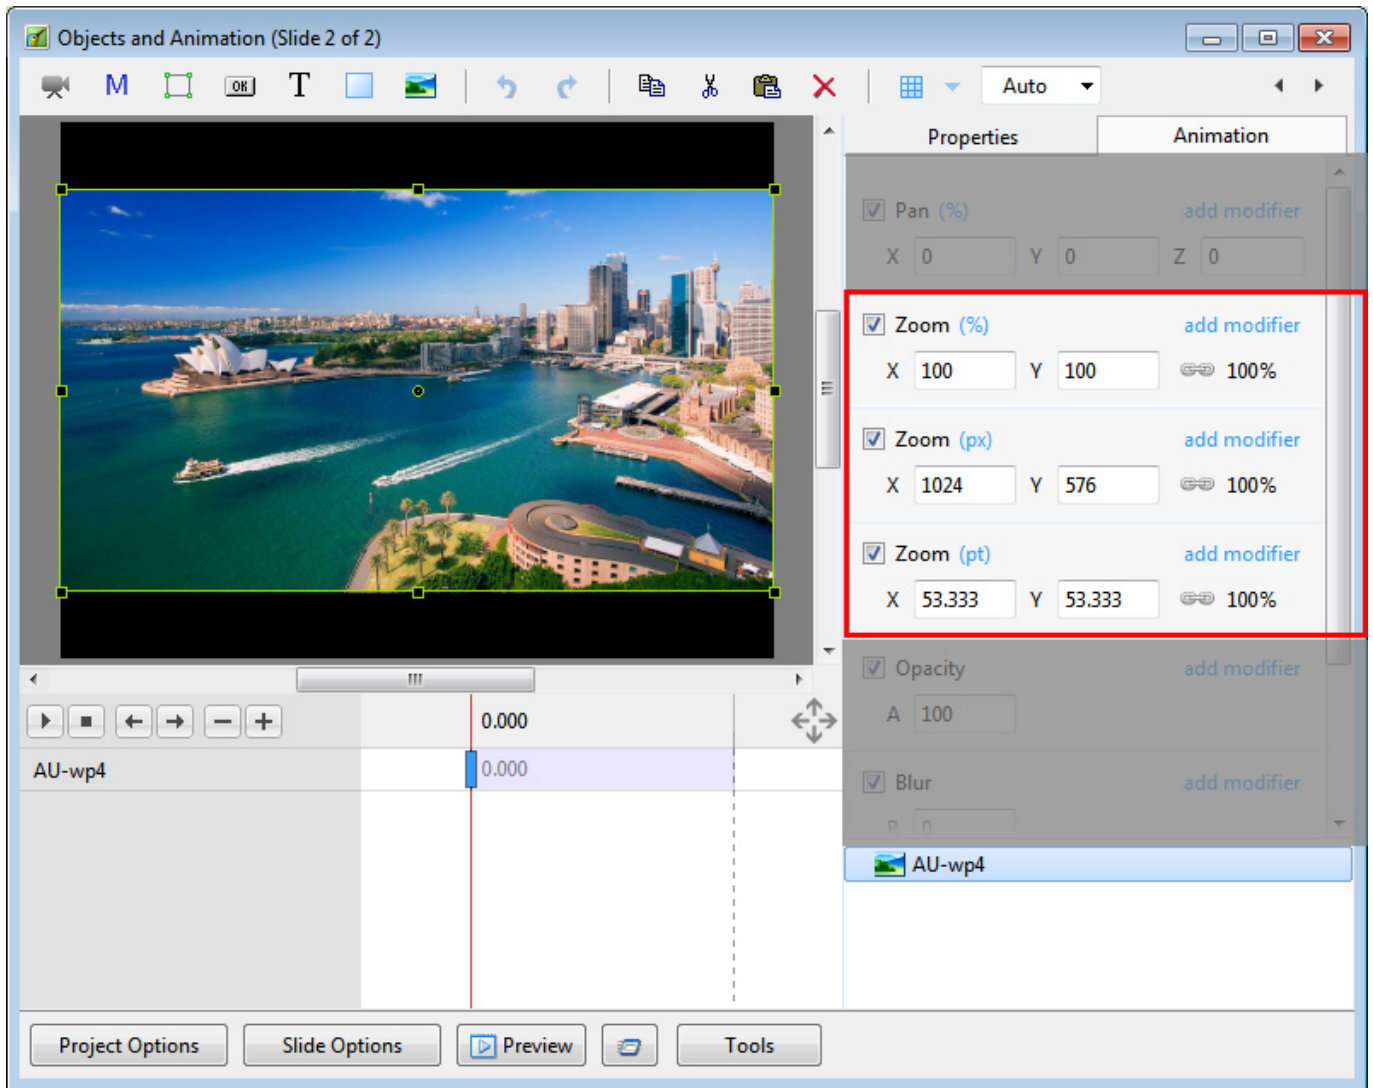 Objects and Animation (Slide 2 of 2)
M OK T Auto
Properties Animation
Pan (%) add modifier
X 0 Y 0 Z 0
Zoom (%) add modifier
X 100 Y 100 100%
Zoom (px) add modifier
X 1024 Y 576 100%
Zoom (pt) add modifier
X 53.333 Y 53.333 100%
Opacity add modifier
A 100
Blur add modifier
R 0
0.000
AU-wp4 0.000
AU-wp4
Project Options Slide Options Preview Tools